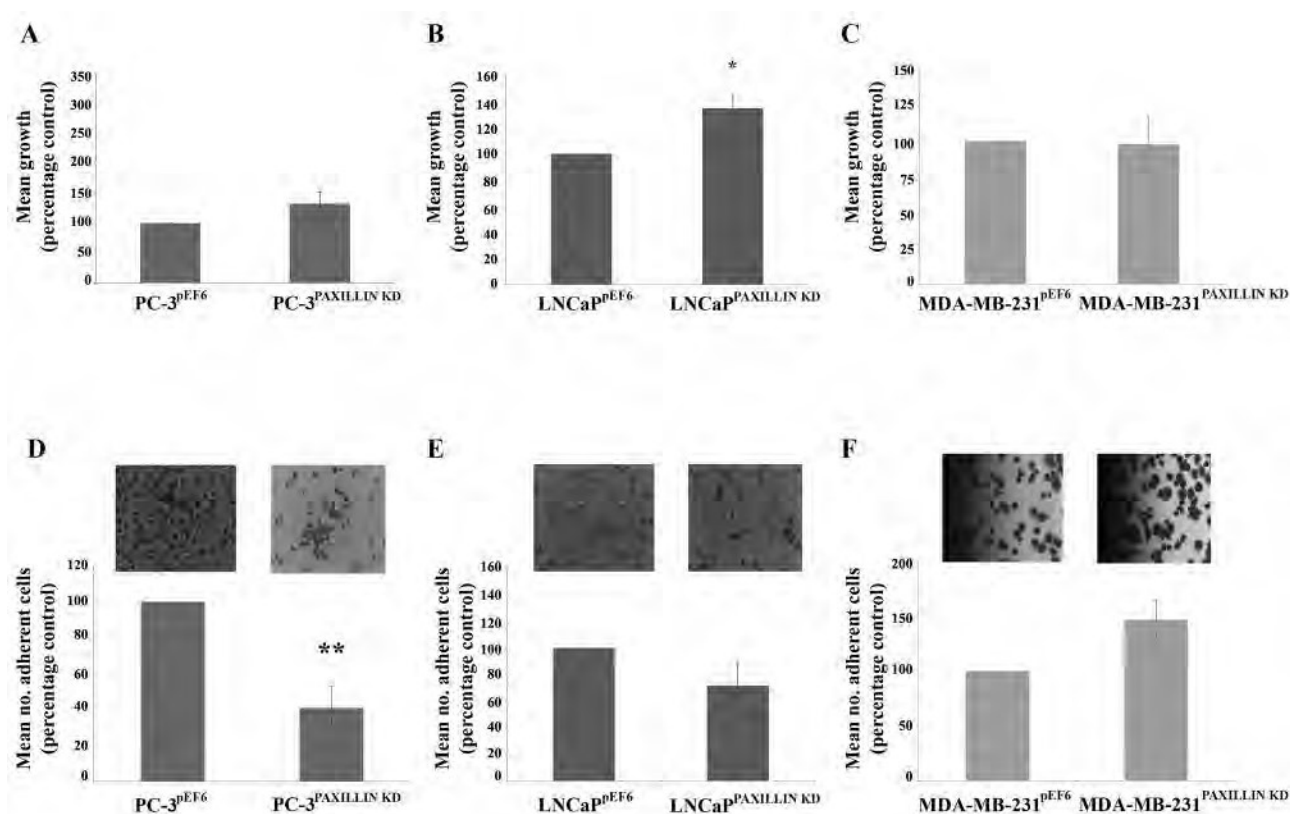 A
Mean growth
(percentage control)
350
300
250
200
150
100
50
0
PC-3pEF6 PC-3PAXILLIN KD
B
Mean growth
(percentage control)
160
140
120
100
80
60
40
20
0
*
LNCaPpEF6 LNCaPPAXILLIN KD
C
Mean growth
(percentage control)
150
125
100
75
50
25
0
MDA-MB-231pEF6 MDA-MB-231PAXILLIN KD
D
Mean no. adherent cells
(percentage control)
120
100
80
60
40
20
0
**
PC-3pEF6 PC-3PAXILLIN KD
E
Mean no. adherent cells
(percentage control)
160
140
120
100
80
60
40
20
0
LNCaPpEF6 LNCaPPAXILLIN KD
F
Mean no. adherent cells
(percentage control)
200
150
100
50
0
MDA-MB-231pEF6 MDA-MB-231PAXILLIN KD